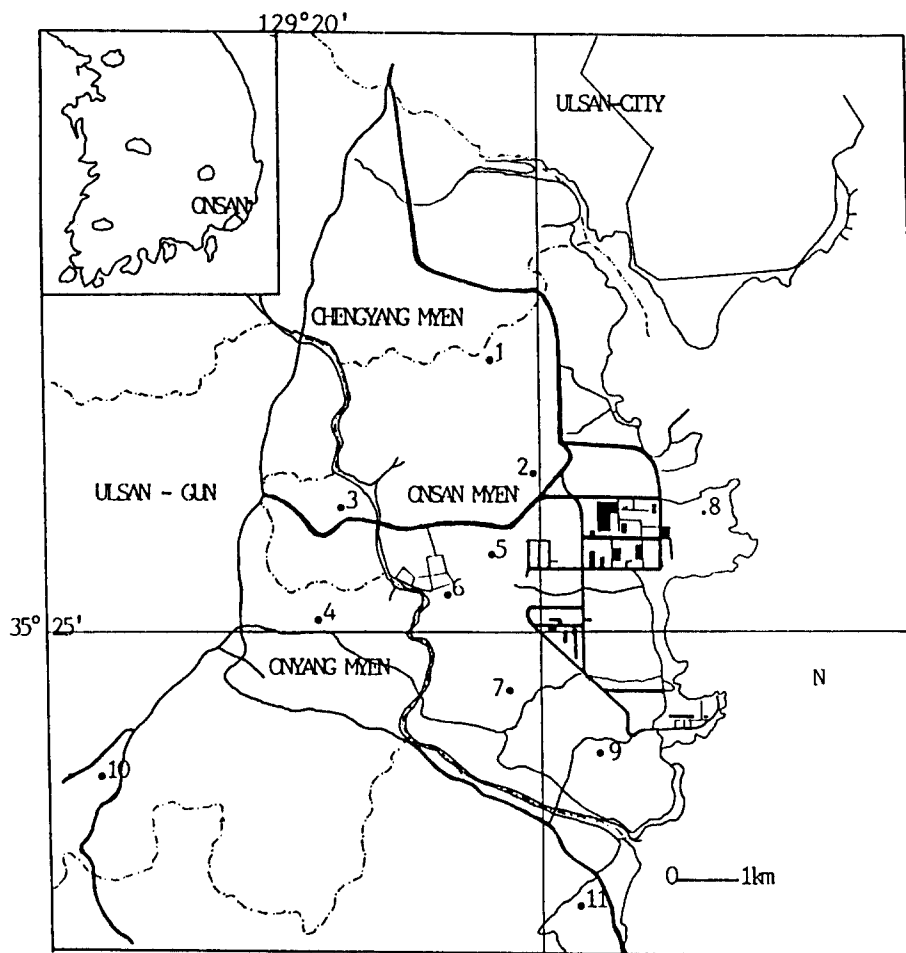 129°20'
ULSAN-CITY
ONSAN
CHENGYANG MYEN
1
2
ULSAN - GUN
ONSAN MYEN
3
8
5
6
4
35°25'
ONYANG MYEN
N
7
9
10
0 1km
11